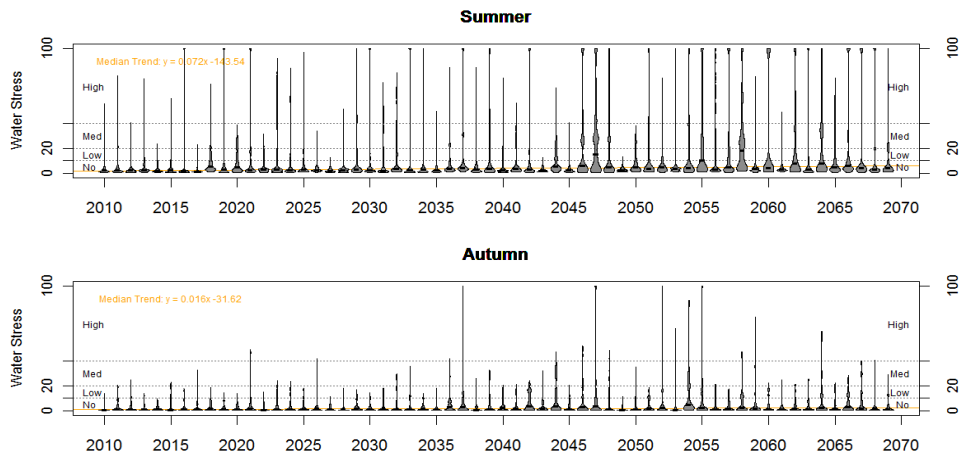 Summer
Water Stress
100
20
0
Median Trend: y = 0.072x -143.54
High
Med
Low
No
High
Med
Low
No
100
20
0
2010 2015 2020 2025 2030 2035 2040 2045 2050 2055 2060 2065 2070
Autumn
Water Stress
100
20
0
Median Trend: y = 0.016x -31.62
High
Med
Low
No
High
Med
Low
No
100
20
0
2010 2015 2020 2025 2030 2035 2040 2045 2050 2055 2060 2065 2070